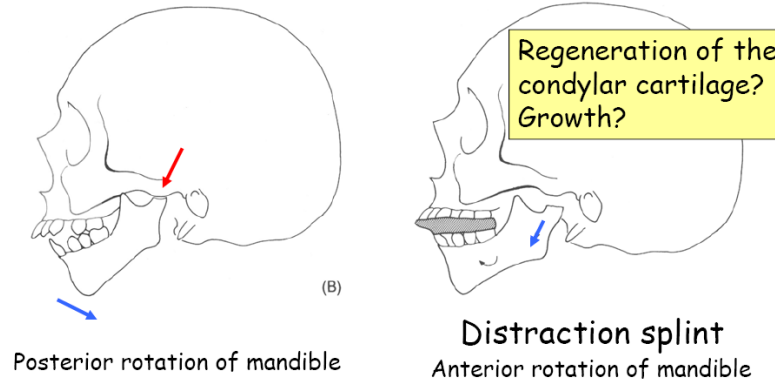 Regeneration of the
condylar cartilage?
Growth?
(B)
Posterior rotation of mandible
Distraction splint
Anterior rotation of mandible